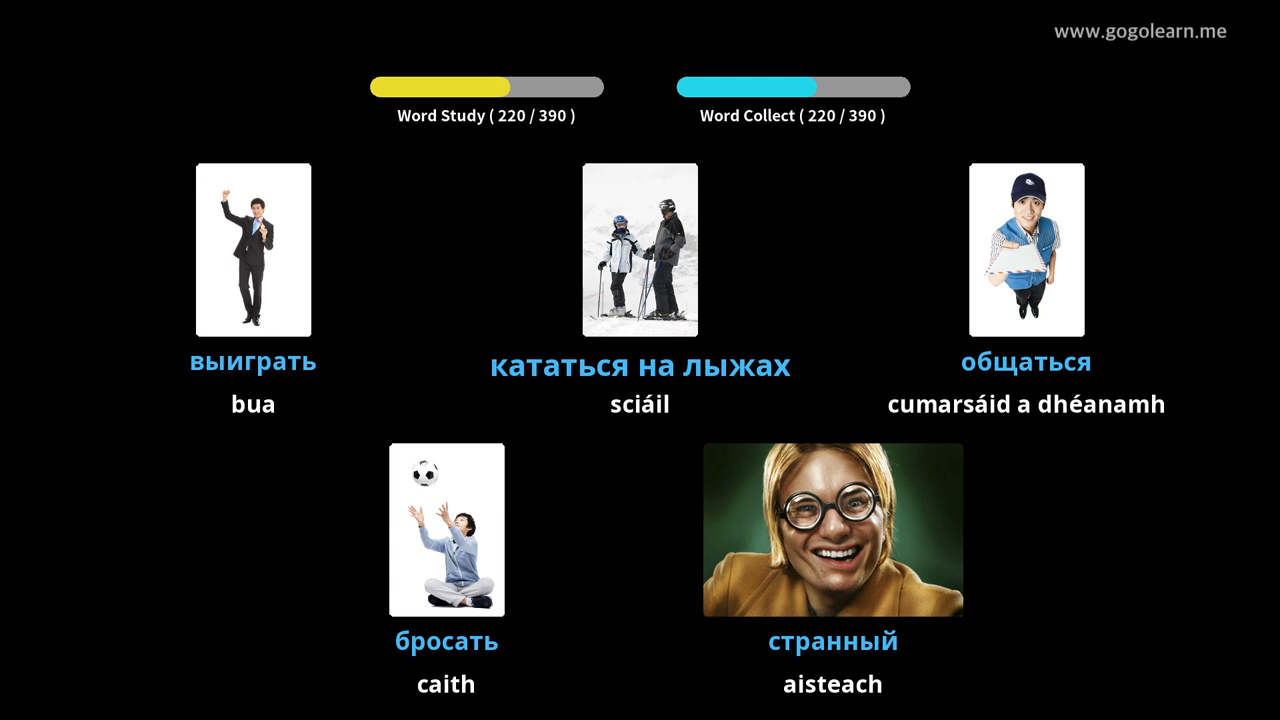 www.gogolearn.me
Word Study ( 220 / 390 )
Word Collect ( 220 / 390 )
выиграть
кататься на лыжах
общаться
bua
sciáil
cumarsáid a dhéanamh
бросать
странный
caith
aisteach